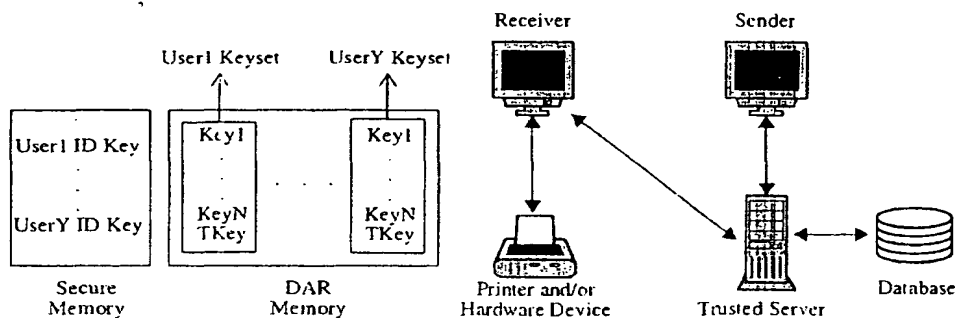 Receiver
Sender
User1 Keyset
UserY Keyset
User1 ID Key
.
.
.
UserY ID Key
Key1
.
.
.
KeyN
TKey
. . . .
Key1
.
.
.
KeyN
TKey
Secure
Memory
DAR
Memory
Printer and/or
Hardware Device
Trusted Server
Database